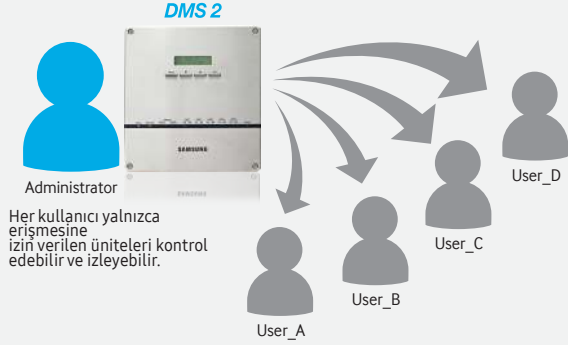 DMS 2
SAMSUNG
Administrator
Her kullanıcı yalnızca
erişmesine
izin verilen üniteleri kontrol
edebilir ve izleyebilir.
User_A
User_B
User_C
User_D